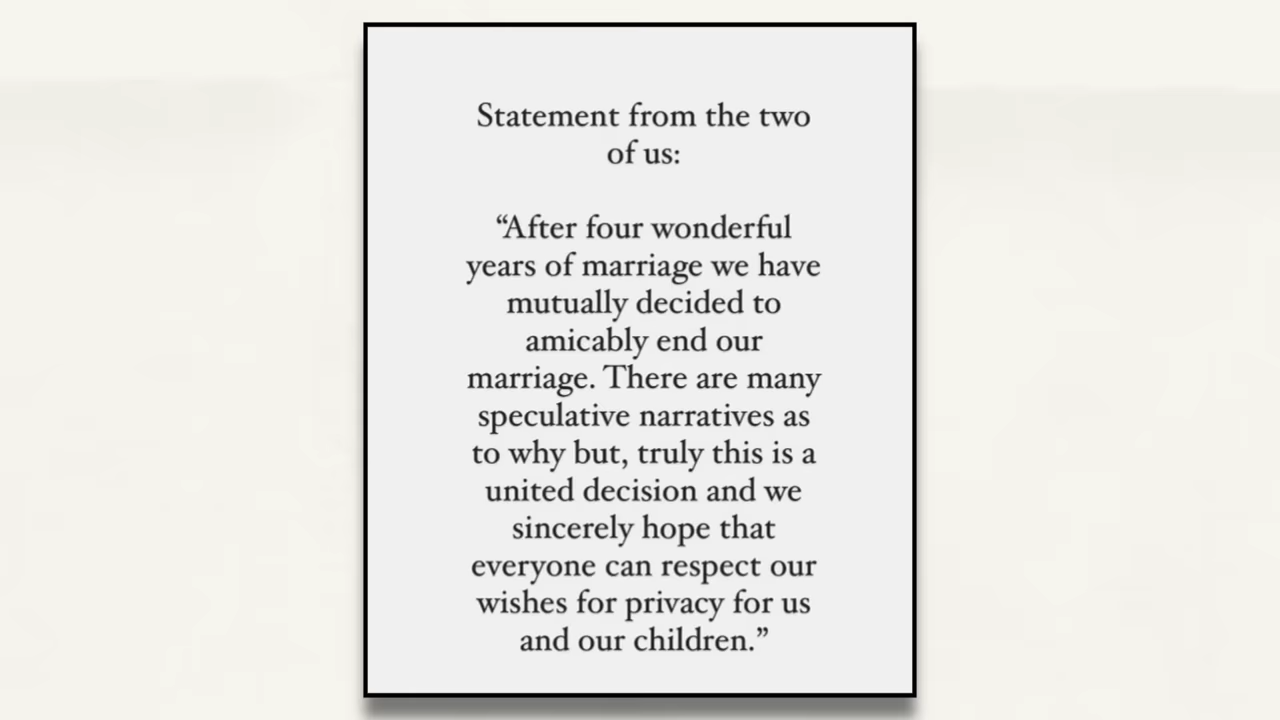 Statement from the two
of us:
“After four wonderful
years of marriage we have
mutually decided to
amicably end our
marriage. There are many
speculative narratives as
to why but, truly this is a
united decision and we
sincerely hope that
everyone can respect our
wishes for privacy for us
and our children.”